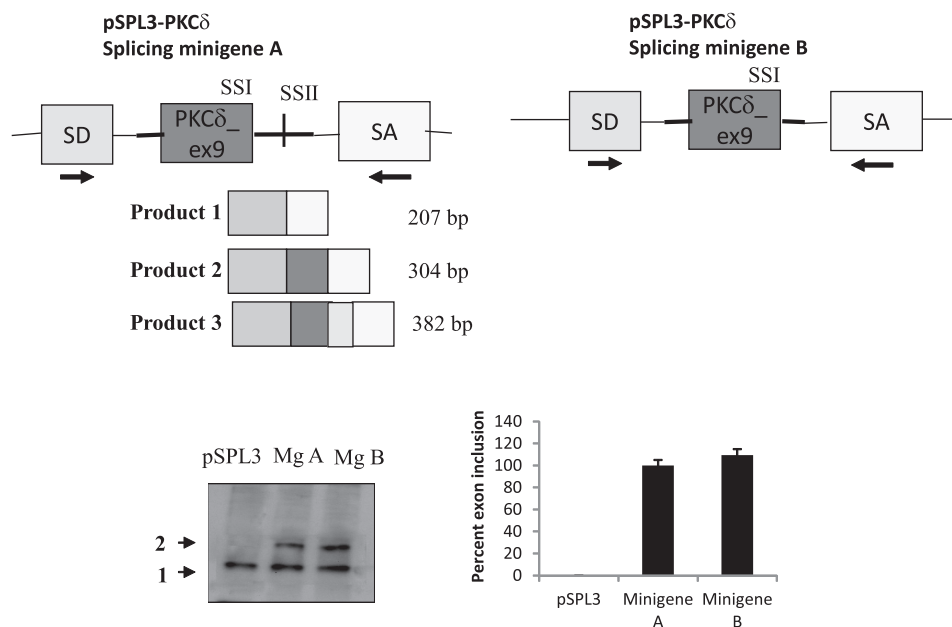 pSPL3-PKCδ
Splicing minigene A
SSI
SSII
SD
PKCδ_
ex9
SA
Product 1
207 bp
Product 2
304 bp
Product 3
382 bp
pSPL3-PKCδ
Splicing minigene B
SSI
SD
PKCδ_
ex9
SA
pSPL3 Mg A Mg B
2
1
Percent exon inclusion
140
120
100
80
60
40
20
0
pSPL3
Minigene
A
Minigene
B